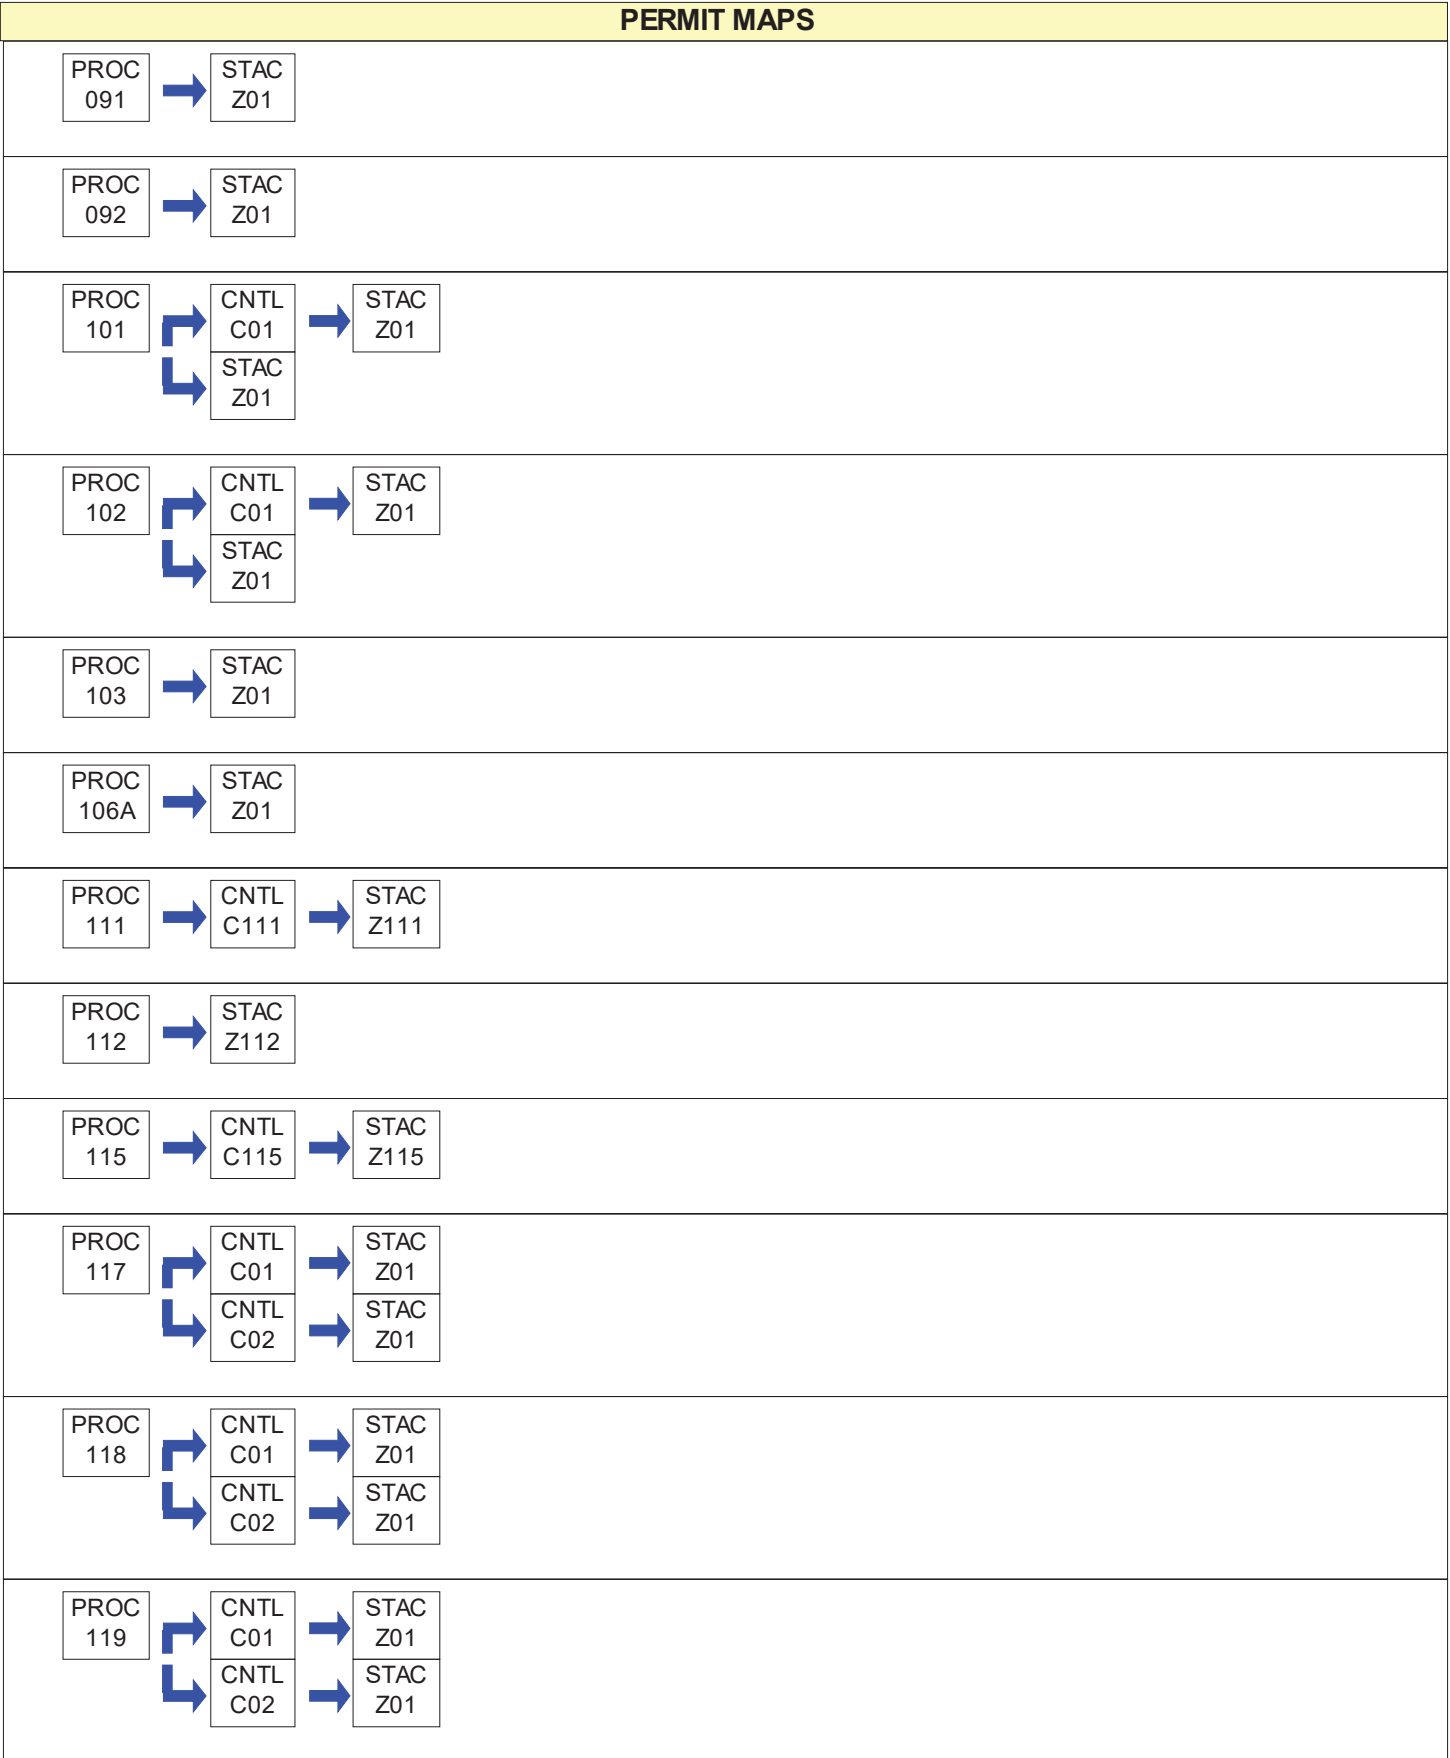 PERMIT MAPS
PROC
091
STAC
Z01
PROC
092
STAC
Z01
PROC
101
CNTL
C01
STAC
Z01
STAC
Z01
PROC
102
CNTL
C01
STAC
Z01
STAC
Z01
PROC
103
STAC
Z01
PROC
106A
STAC
Z01
PROC
111
CNTL
C111
STAC
Z111
PROC
112
STAC
Z112
PROC
115
CNTL
C115
STAC
Z115
PROC
117
CNTL
C01
STAC
Z01
CNTL
C02
STAC
Z01
PROC
118
CNTL
C01
STAC
Z01
CNTL
C02
STAC
Z01
PROC
119
CNTL
C01
STAC
Z01
CNTL
C02
STAC
Z01